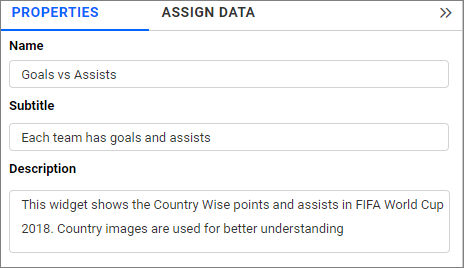 PROPERTIES ASSIGN DATA
Name
Goals vs Assists
Subtitle
Each team has goals and assists
Description
This widget shows the Country Wise points and assists in FIFA World Cup
2018. Country images are used for better understanding